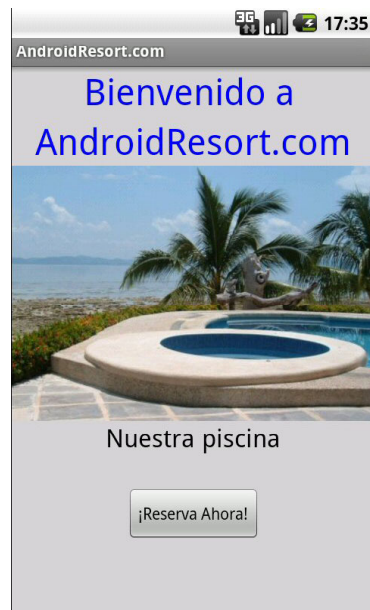 3G 17:35
AndroidResort.com
Bienvenido a
AndroidResort.com
Nuestra piscina
¡Reserva Ahora!